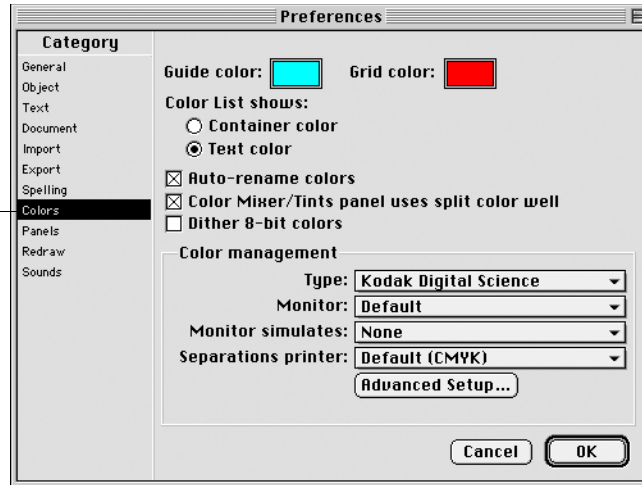 Preferences
Category
General
Object
Text
Document
Import
Export
Spelling
Colors
Panels
Redraw
Sounds
Guide color: Grid color:
Color List shows:
Container color
Text color
Auto-rename colors
Color Mixer/Tints panel uses split color well
Dither 8-bit colors
Color management
Type: Kodak Digital Science
Monitor: Default
Monitor simulates: None
Separations printer: Default (CMYK)
Advanced Setup...
Cancel OK